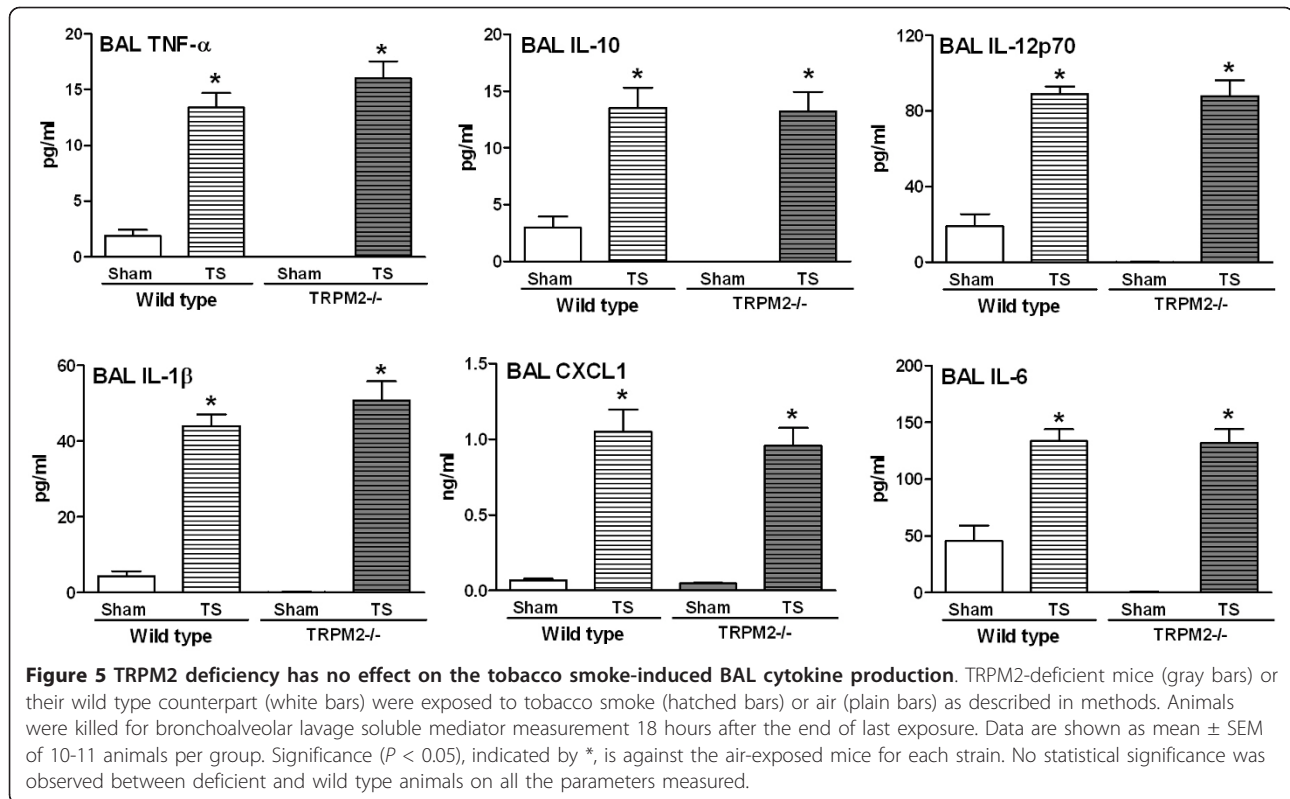 BAL TNF-α
20
15
10
5
0
pg/ml
*
*
Sham TS Sham TS
Wild type TRPM2-/-
BAL IL-10
20
15
10
5
0
pg/ml
*
*
Sham TS Sham TS
Wild type TRPM2-/-
BAL IL-12p70
120
80
40
0
pg/ml
*
*
Sham TS Sham TS
Wild type TRPM2-/-
BAL IL-1β
60
40
20
0
pg/ml
*
*
Sham TS Sham TS
Wild type TRPM2-/-
BAL CXCL1
1.5
1.0
0.5
0.0
ng/ml
*
*
Sham TS Sham TS
Wild type TRPM2-/-
BAL IL-6
200
150
100
50
0
pg/ml
*
*
Sham TS Sham TS
Wild type TRPM2-/-
Figure 5 TRPM2 deficiency has no effect on the tobacco smoke-induced BAL cytokine production. TRPM2-deficient mice (gray bars) or
their wild type counterpart (white bars) were exposed to tobacco smoke (hatched bars) or air (plain bars) as described in methods. Animals
were killed for bronchoalveolar lavage soluble mediator measurement 18 hours after the end of last exposure. Data are shown as mean ± SEM
of 10-11 animals per group. Significance (P < 0.05), indicated by *, is against the air-exposed mice for each strain. No statistical significance was
observed between deficient and wild type animals on all the parameters measured.